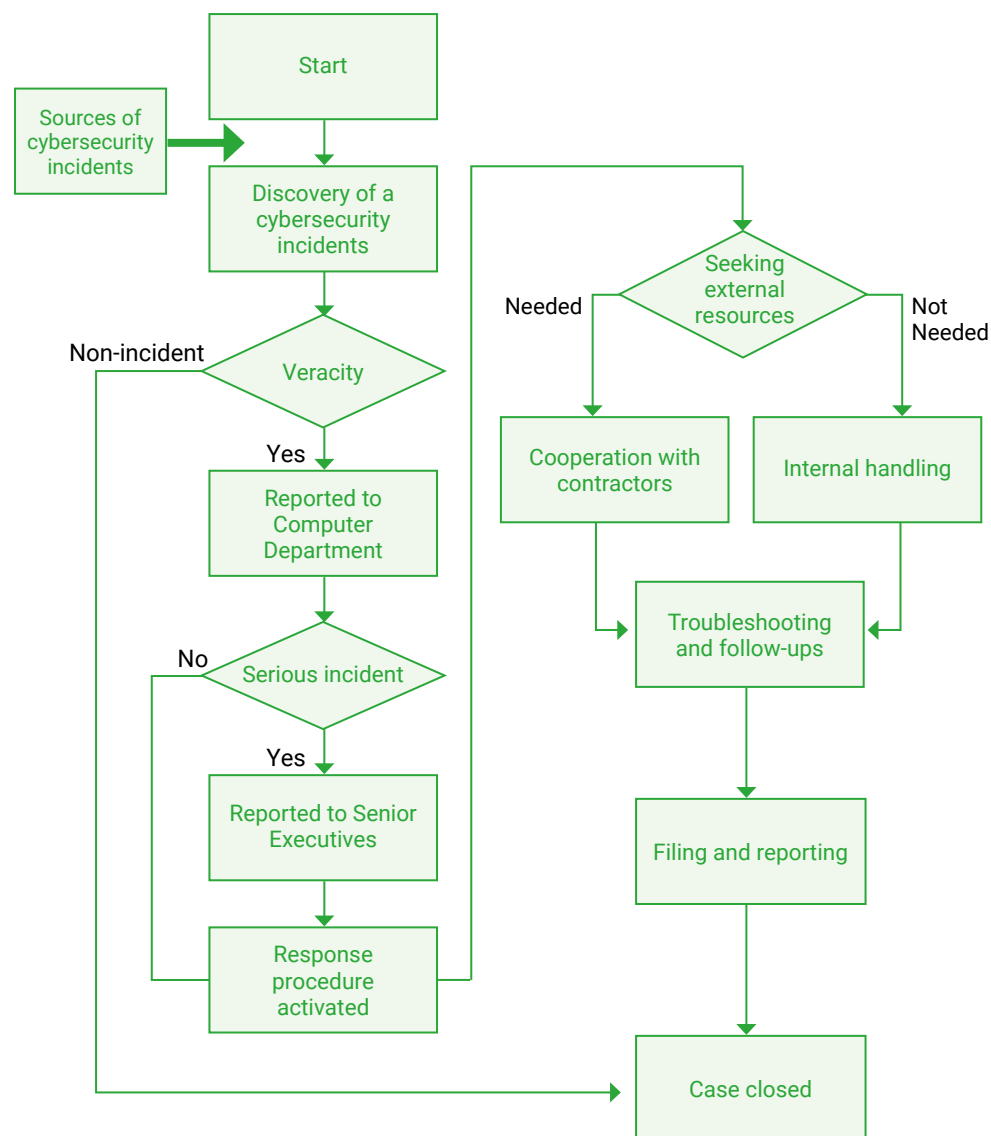 Start
Sources of
cybersecurity
incidents
Discovery of a
cybersecurity
incidents
Non-incident
Veracity
Yes
Reported to
Computer
Department
No
Serious incident
Yes
Reported to Senior
Executives
Response
procedure
activated
Seeking
external
resources
Needed
Not
Needed
Cooperation with
contractors
Internal handling
Troubleshooting
and follow-ups
Filing and reporting
Case closed